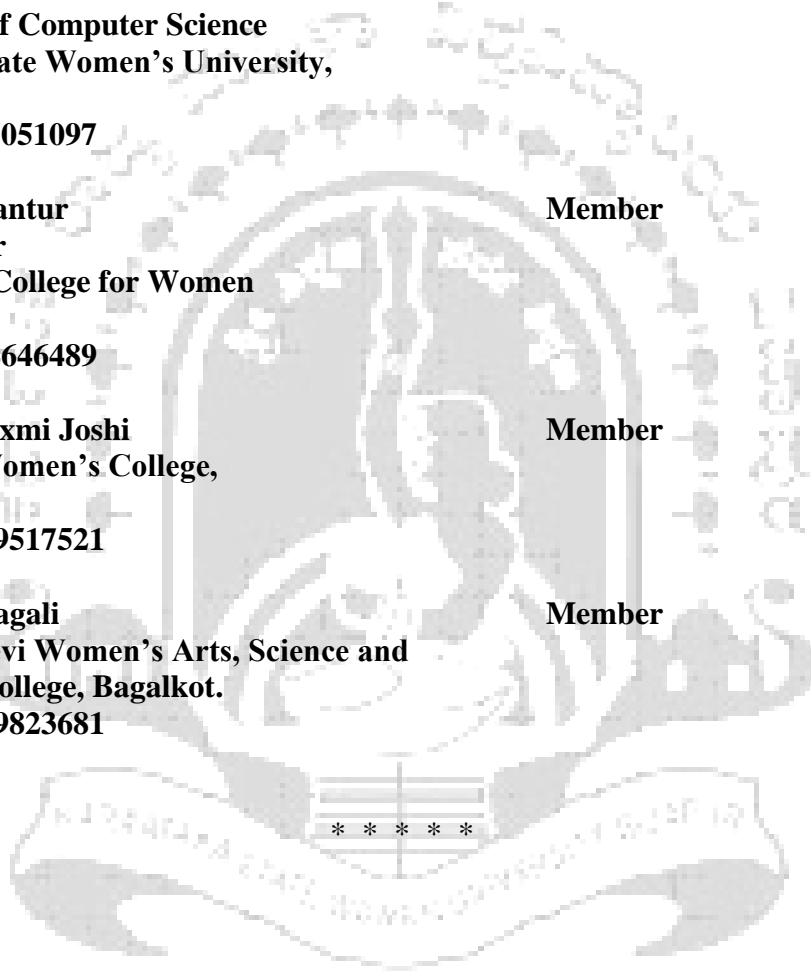 f Computer Science
ate Women's University,
051097
antur Member
r
College for Women
646489
xmi Joshi Member
Vomen's College,
9517521
agali Member
vi Women's Arts, Science and
ollege, Bagalkot.
9823681
* * * * *